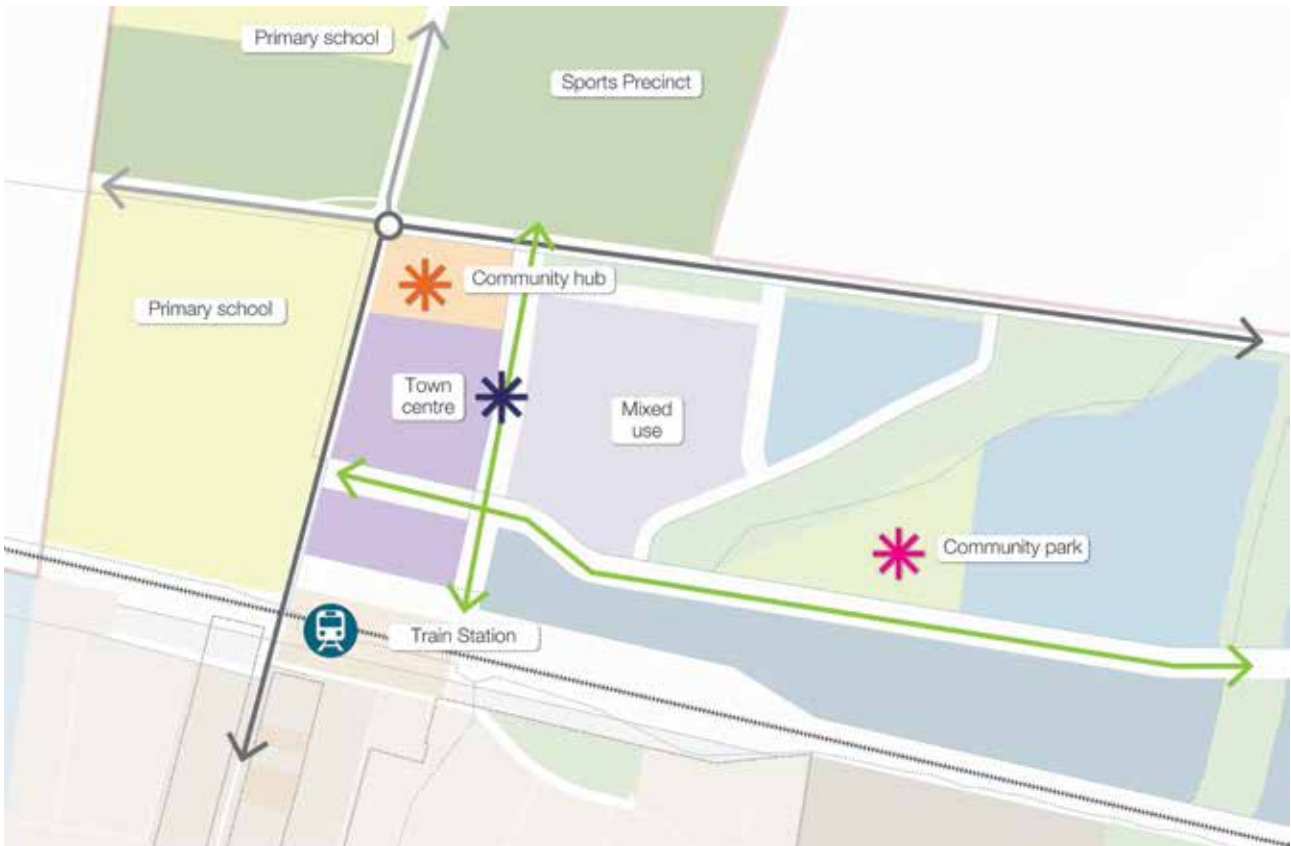 Primary school
Sports Precinct
Community hub
Primary school
Town
centre
Mixed
use
Community park
Train Station